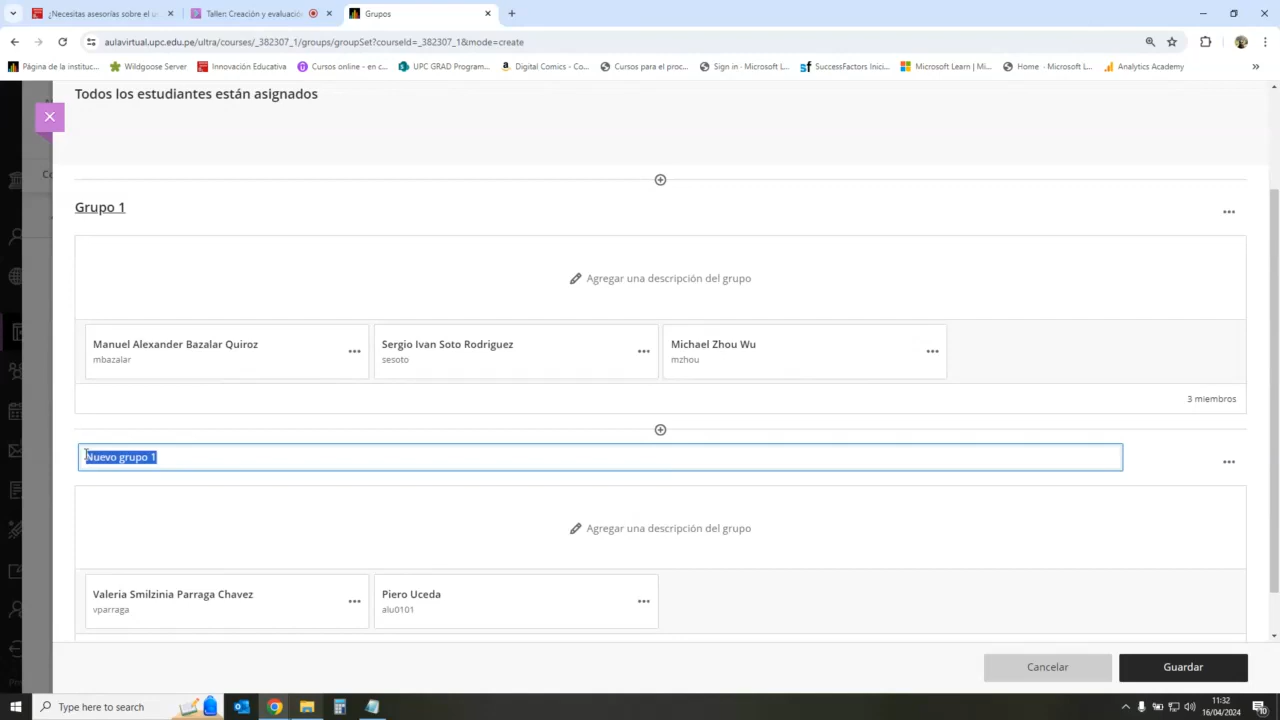 ¿Necesitas asesorías sobre el u
Taller: Creación y evaluació
Grupos
aulavirtual.upc.edu.pe/ultra/courses/_382307_1/groups/groupSet?courseId=_382307_1&mode=create
Página de la instituc...
Wildgoose Server
Innovación Educativa
Cursos online - en c...
UPC GRAD Program...
Digital Comics - Co...
Cursos para el proc...
Sign in - Microsoft L...
SuccessFactors Inici...
Microsoft Learn | Mi...
Home - Microsoft L...
Analytics Academy
Todos los estudiantes están asignados
Grupo 1
Agregar una descripción del grupo
Manuel Alexander Bazalar Quiroz
mbazalar
Sergio Ivan Soto Rodriguez
sesoto
Michael Zhou Wu
mzhou
3 miembros
Nuevo grupo 1
Agregar una descripción del grupo
Valeria Smilzinia Parraga Chavez
vparraga
Piero Uceda
alu0101
Cancelar
Guardar
Type here to search
11:32
16/04/2024